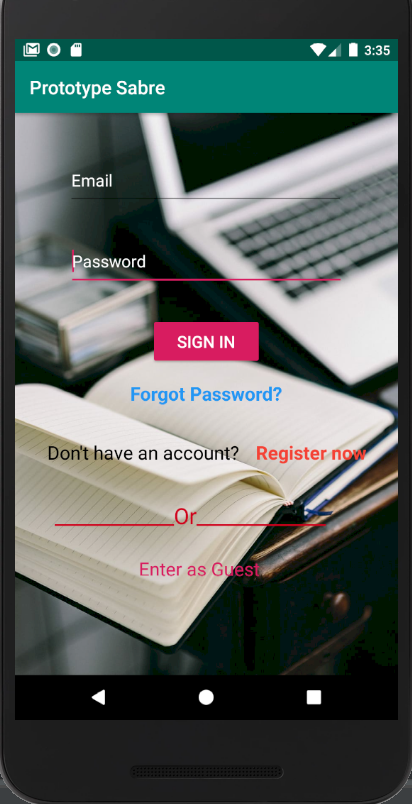 3:35
Prototype Sabre
Email
Password
SIGN IN
Forgot Password?
Don't have an account? Register now
Or
Enter as Guest